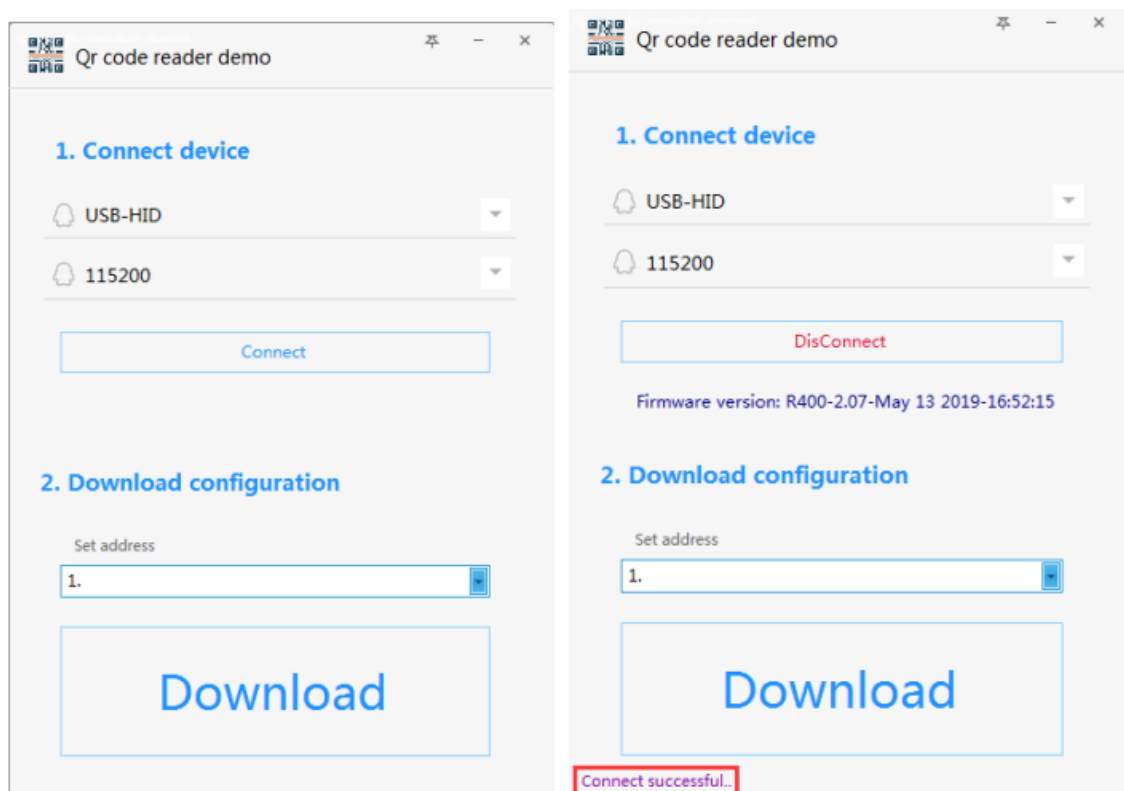 Qr code reader demo
1. Connect device
USB-HID
115200
Connect
2. Download configuration
Set address
1.
Download
Qr code reader demo
1. Connect device
USB-HID
115200
DisConnect
Firmware version: R400-2.07-May 13 2019-16:52:15
2. Download configuration
Set address
1.
Download
Connect successful..